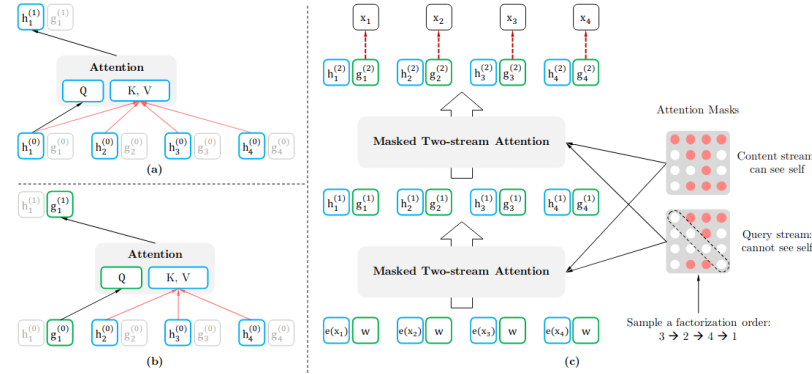 h₁⁽¹⁾ g₁⁽¹⁾
Attention
Q K, V
h₁⁽⁰⁾ g₁⁽⁰⁾ h₂⁽⁰⁾ g₂⁽⁰⁾ h₃⁽⁰⁾ g₃⁽⁰⁾ h₄⁽⁰⁾ g₄⁽⁰⁾
(a)
h₁⁽¹⁾ g₁⁽¹⁾
Attention
Q K, V
h₁⁽⁰⁾ g₁⁽⁰⁾ h₂⁽⁰⁾ g₂⁽⁰⁾ h₃⁽⁰⁾ g₃⁽⁰⁾ h₄⁽⁰⁾ g₄⁽⁰⁾
(b)
x₁ x₂ x₃ x₄
h₁⁽²⁾ g₁⁽²⁾ h₂⁽²⁾ g₂⁽²⁾ h₃⁽²⁾ g₃⁽²⁾ h₄⁽²⁾ g₄⁽²⁾
Masked Two-stream Attention
h₁⁽¹⁾ g₁⁽¹⁾ h₂⁽¹⁾ g₂⁽¹⁾ h₃⁽¹⁾ g₃⁽¹⁾ h₄⁽¹⁾ g₄⁽¹⁾
Masked Two-stream Attention
e(x₁) w e(x₂) w e(x₃) w e(x₄) w
(c)
Attention Masks
Content stream:
can see self
Query stream:
cannot see self
Sample a factorization order:
3 → 2 → 4 → 1